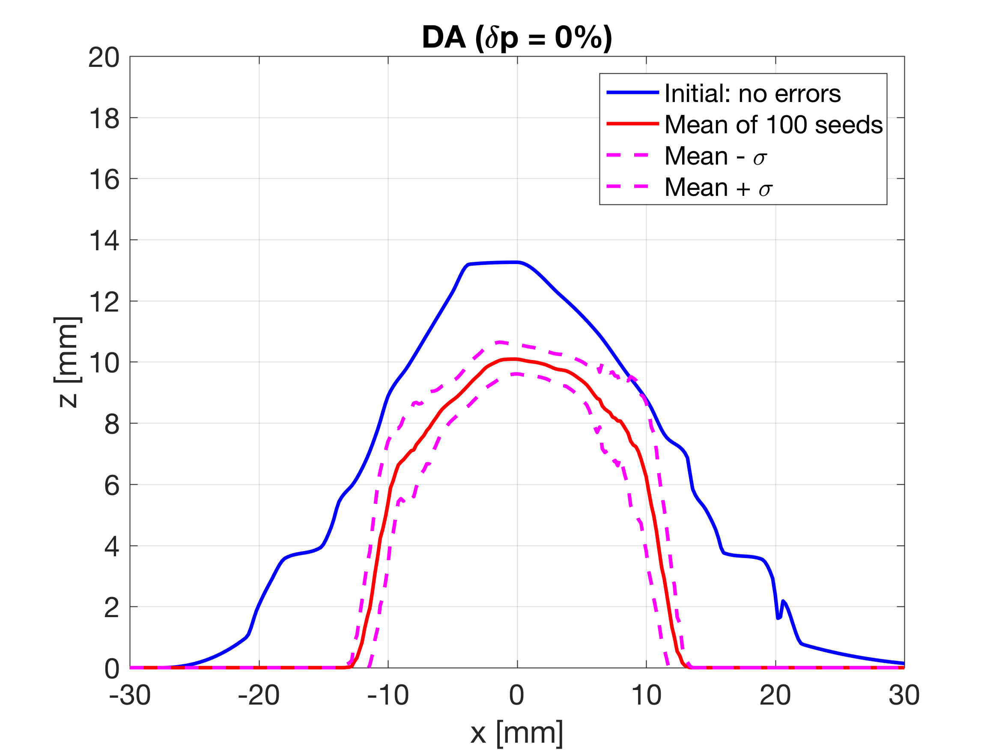 DA (δp = 0%)
20
18
16
14
12
10
8
6
4
2
0
z [mm]
Initial: no errors
Mean of 100 seeds
Mean - σ
Mean + σ
-30 -20 -10 0 10 20 30
x [mm]